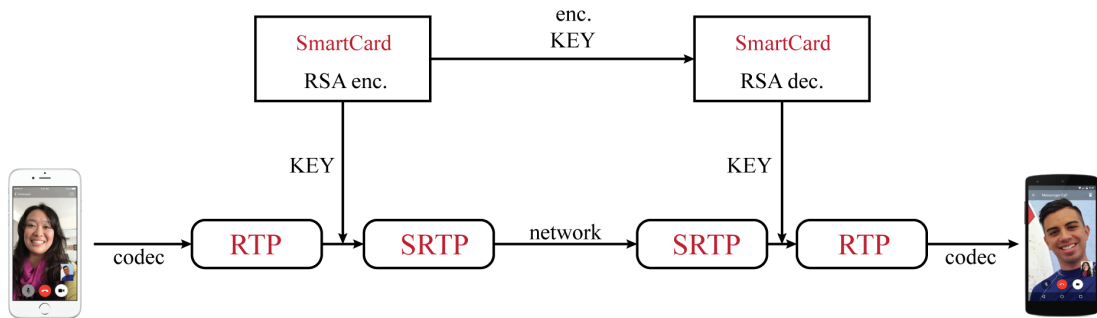 enc.
KEY
SmartCard
RSA enc.
SmartCard
RSA dec.
KEY
KEY
RTP
SRTP
network
SRTP
RTP
codec
codec